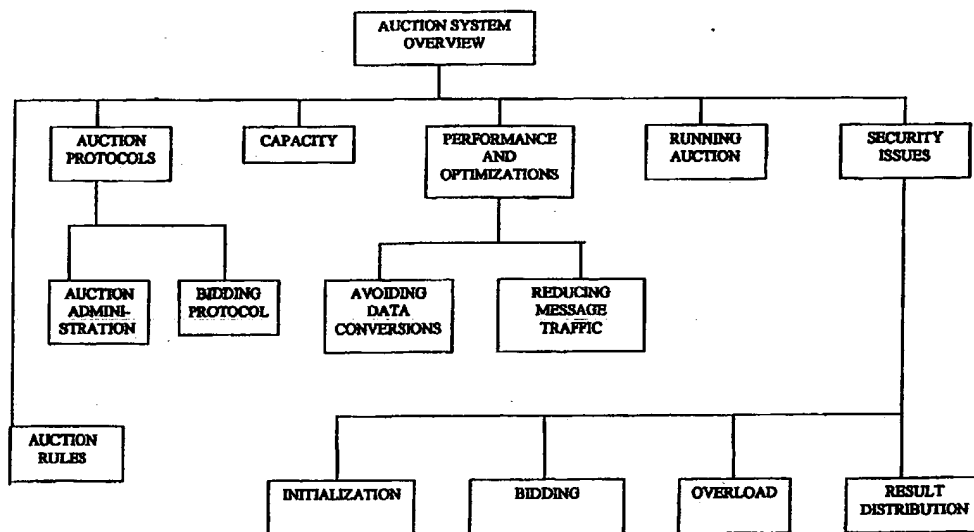 AUCTION SYSTEM
OVERVIEW
AUCTION
PROTOCOLS
CAPACITY
PERFORMANCE
AND
OPTIMIZATIONS
RUNNING
AUCTION
SECURITY
ISSUES
AUCTION
ADMINI-
STRATION
BIDDING
PROTOCOL
AVOIDING
DATA
CONVERSIONS
REDUCING
MESSAGE
TRAFFIC
AUCTION
RULES
INITIALIZATION
BIDDING
OVERLOAD
RESULT
DISTRIBUTION